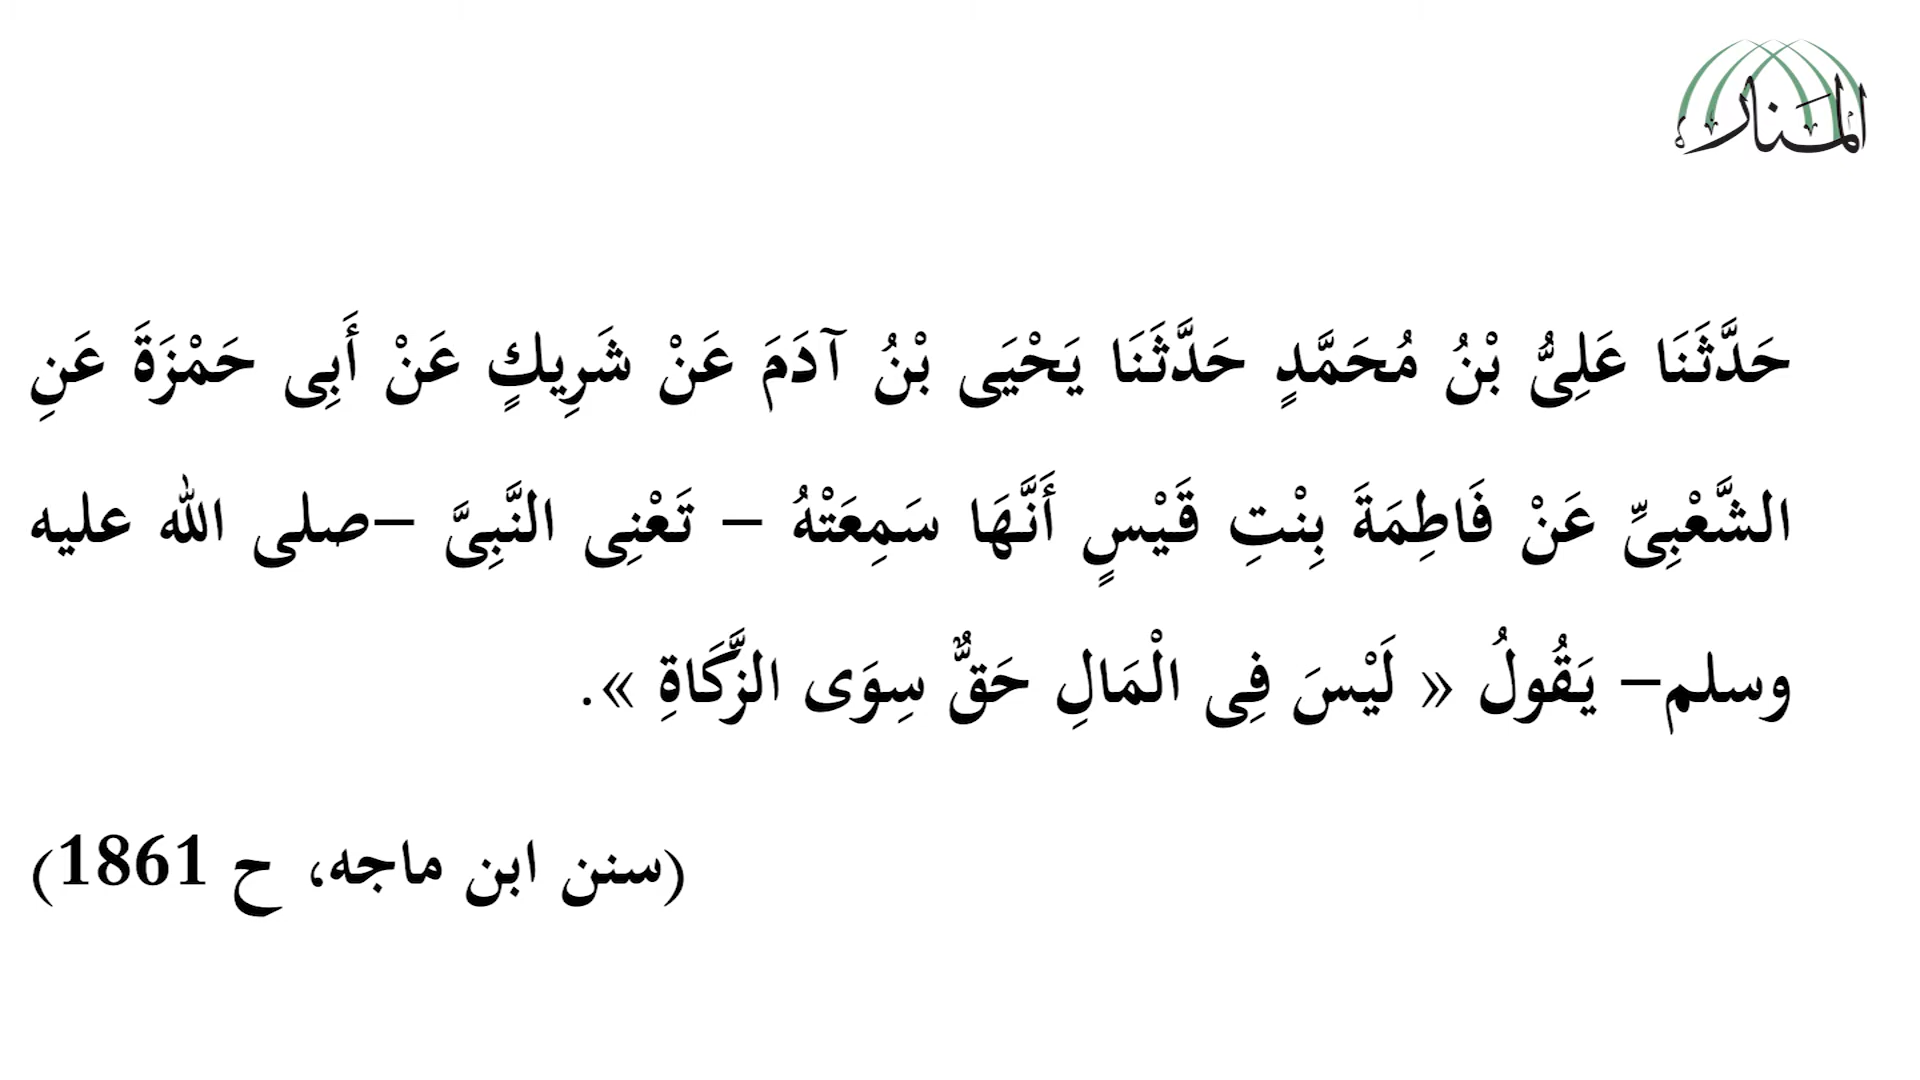 المنار
حَدَّثَنَا عَلِىُّ بْنُ مُحَمَّدٍ حَدَّثَنَا يَحْيَى بْنُ آدَمَ عَنْ شَرِيكٍ عَنْ أَبِى حَمْزَةَ عَنِ
الشَّعْبِىِّ عَنْ فَاطِمَةَ بِنْتِ قَيْسٍ أَنَّهَا سَمِعَتْهُ – تَعْنِى النَّبِىَّ –صلى الله عليه
وسلم– يَقُولُ « لَيْسَ فِى الْمَالِ حَقٌّ سِوَى الزَّكَاةِ ».
(سنن ابن ماجه، ح 1861)